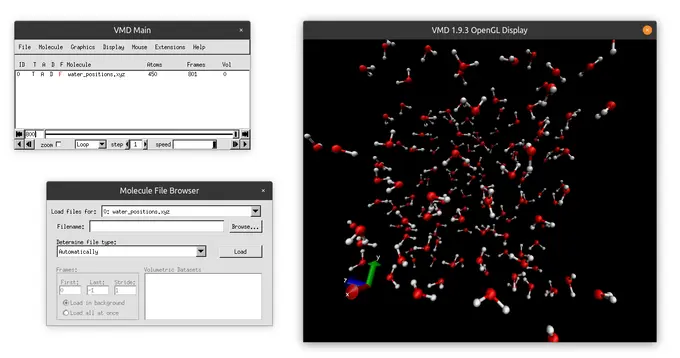 VMD Main
File Molecule Graphics Display Mouse Extensions Help
ID T A D F Molecule Atoms Frames Vol
0 T A D F water_positions.xyz 450 801 0
800
zoom Loop step 1 speed
Molecule File Browser
Load files for: 0: water_positions.xyz
Filename: Browse...
Determine file type:
Automatically Load
Frames: Volumetric Datasets
First: Last: Stride:
0 -1 1
Load in background
Load all at once
VMD 1.9.3 OpenGL Display
y
z
x